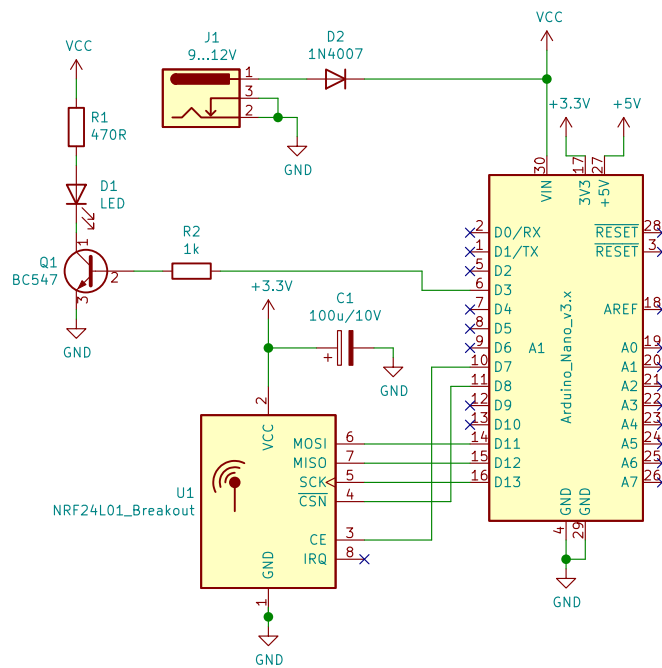 VCC
J1
9...12V
D2
1N4007
VCC
1
3
2
GND
+3.3V
+5V
R1
470R
D1
LED
30
17
27
VIN
3V3
+5V
Q1
BC547
1
2
3
GND
R2
1k
+3.3V
C1
100u/10V
+
GND
2 D0/RX
1 D1/TX
5 D2
6 D3
7 D4
8 D5
9 D6
10 D7
11 D8
12 D9
13 D10
14 D11
15 D12
16 D13
A1
Arduino_Nano_v3.x
RESET 28
RESET 3
AREF 18
A0 19
A1 20
A2 21
A3 22
A4 23
A5 24
A6 25
A7 26
GND
GND
4
29
GND
2
VCC
U1
NRF24L01_Breakout
MOSI 6
MISO 7
SCK 5
CSN 4
CE 3
IRQ 8
GND
1
GND